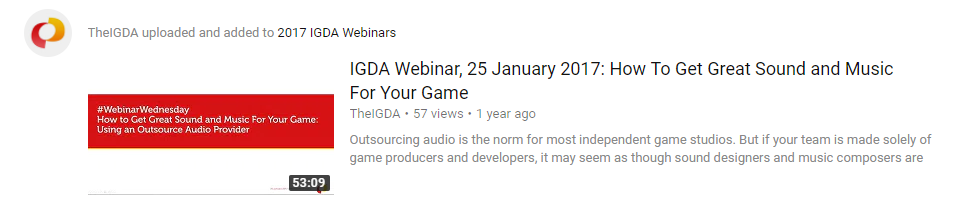 TheIGDA uploaded and added to 2017 IGDA Webinars
IGDA Webinar, 25 January 2017: How To Get Great Sound and Music
For Your Game
TheIGDA • 57 views • 1 year ago
Outsourcing audio is the norm for most independent game studios. But if your team is made solely of
game producers and developers, it may seem as though sound designers and music composers are
#WebinarWednesday
How to Get Great Sound and Music For Your Game:
Using an Outsource Audio Provider
53:09